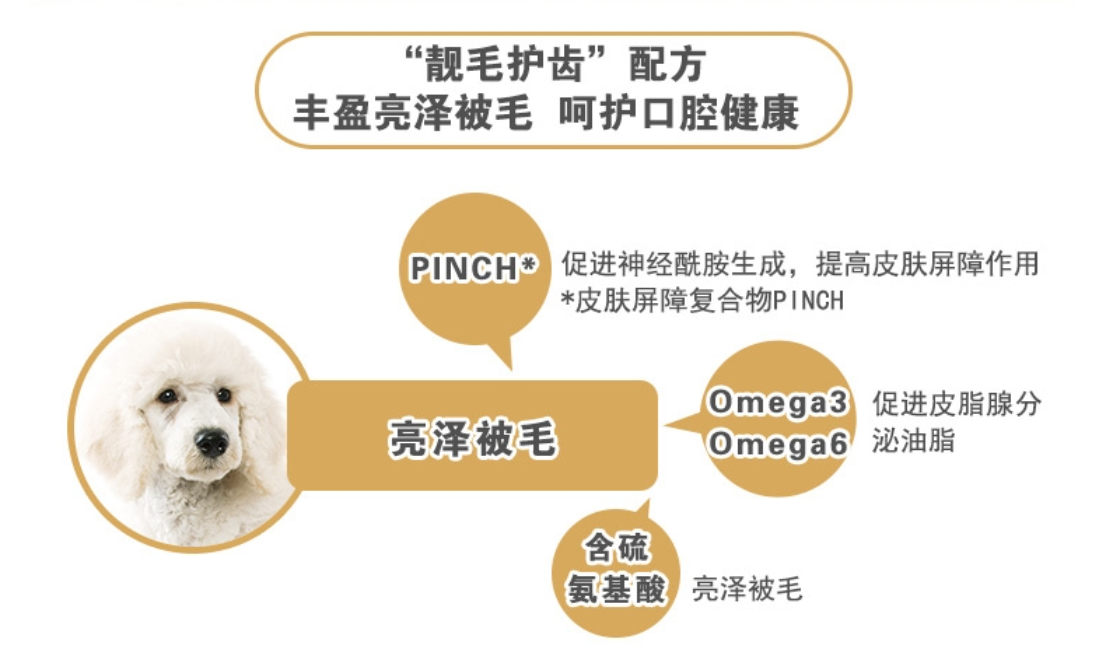 “靓毛护齿”配方
丰盈亮泽被毛 呵护口腔健康
PINCH*
促进神经酰胺生成，提高皮肤屏障作用
*皮肤屏障复合物PINCH
亮泽被毛
Omega3
Omega6
促进皮脂腺分
泌油脂
含硫
氨基酸
亮泽被毛